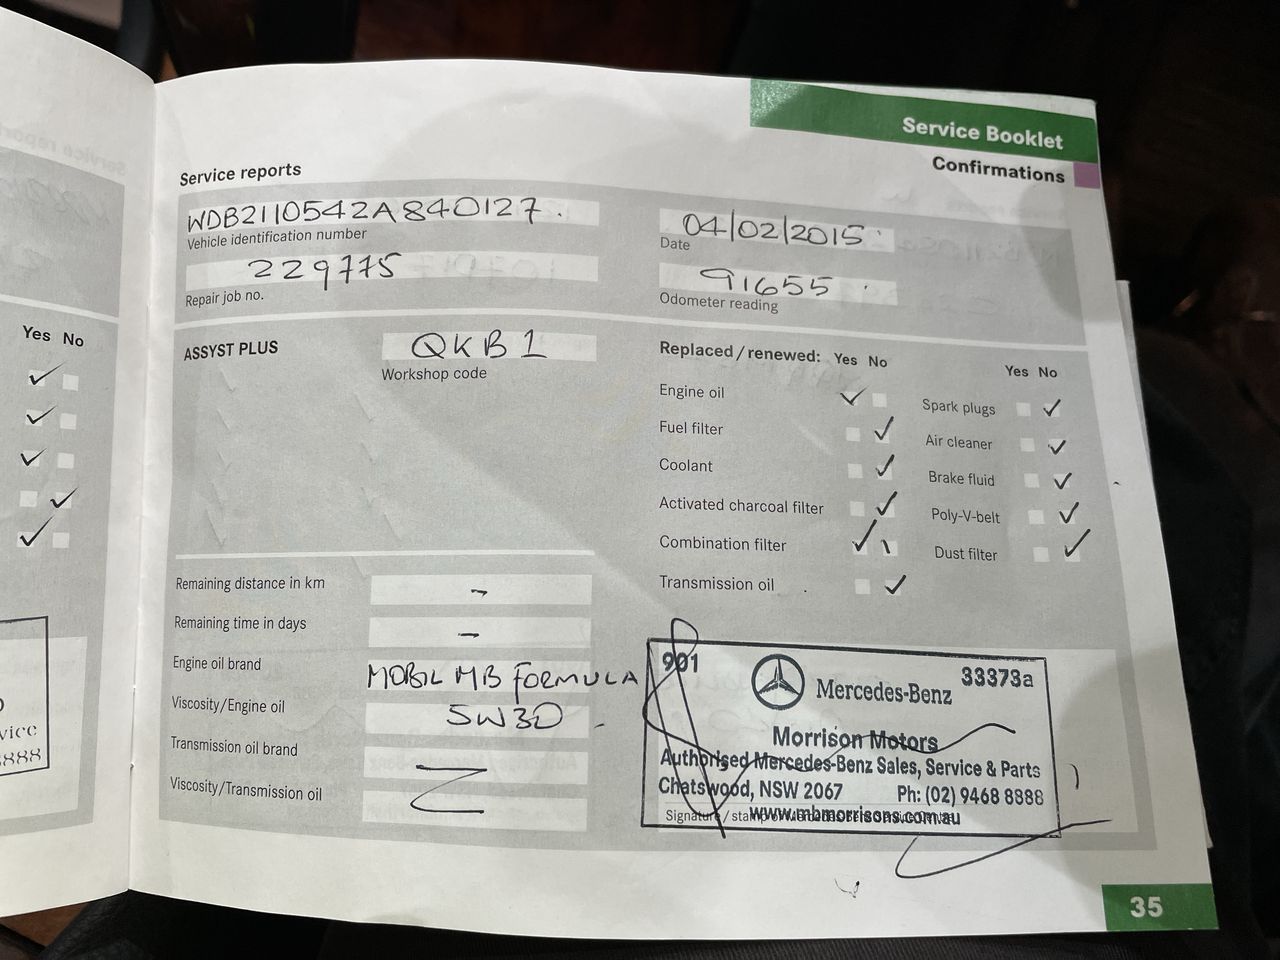 Service Booklet
Confirmations
Service reports
WDB2110542A840127.
Vehicle identification number
04/02/2015
Date
229775
Repair job no.
91655
Odometer reading
ASSYST PLUS
QKB1
Workshop code
Replaced/renewed: Yes No
Yes No
Engine oil
Spark plugs
Fuel filter
Air cleaner
Coolant
Brake fluid
Activated charcoal filter
Poly-V-belt
Combination filter
Dust filter
Transmission oil
Remaining distance in km -
Remaining time in days -
Engine oil brand MOBIL MB FORMULA
Viscosity/Engine oil 5W30
Transmission oil brand
Viscosity/Transmission oil
901
33373a
Mercedes-Benz
Morrison Motors
Authorised Mercedes-Benz Sales, Service & Parts
Chatswood, NSW 2067 Ph: (02) 9468 8888
www.mbmorrisons.com.au
Signature/stamp
35
Yes No
8888